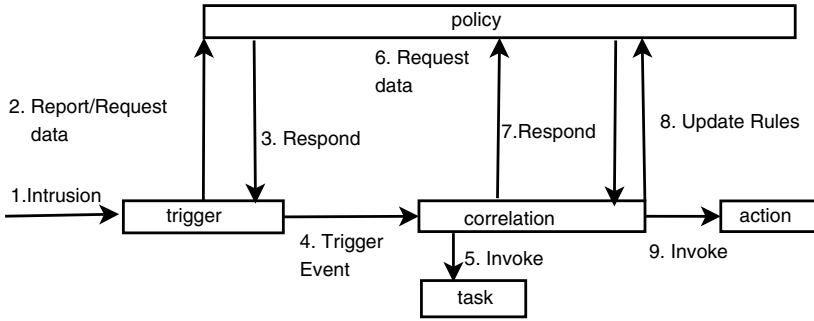 policy
6. Request
data
2. Report/Request
data
3. Respond
7.Respond
8. Update Rules
1.Intrusion
trigger
correlation
action
4. Trigger
Event
5. Invoke
9. Invoke
task